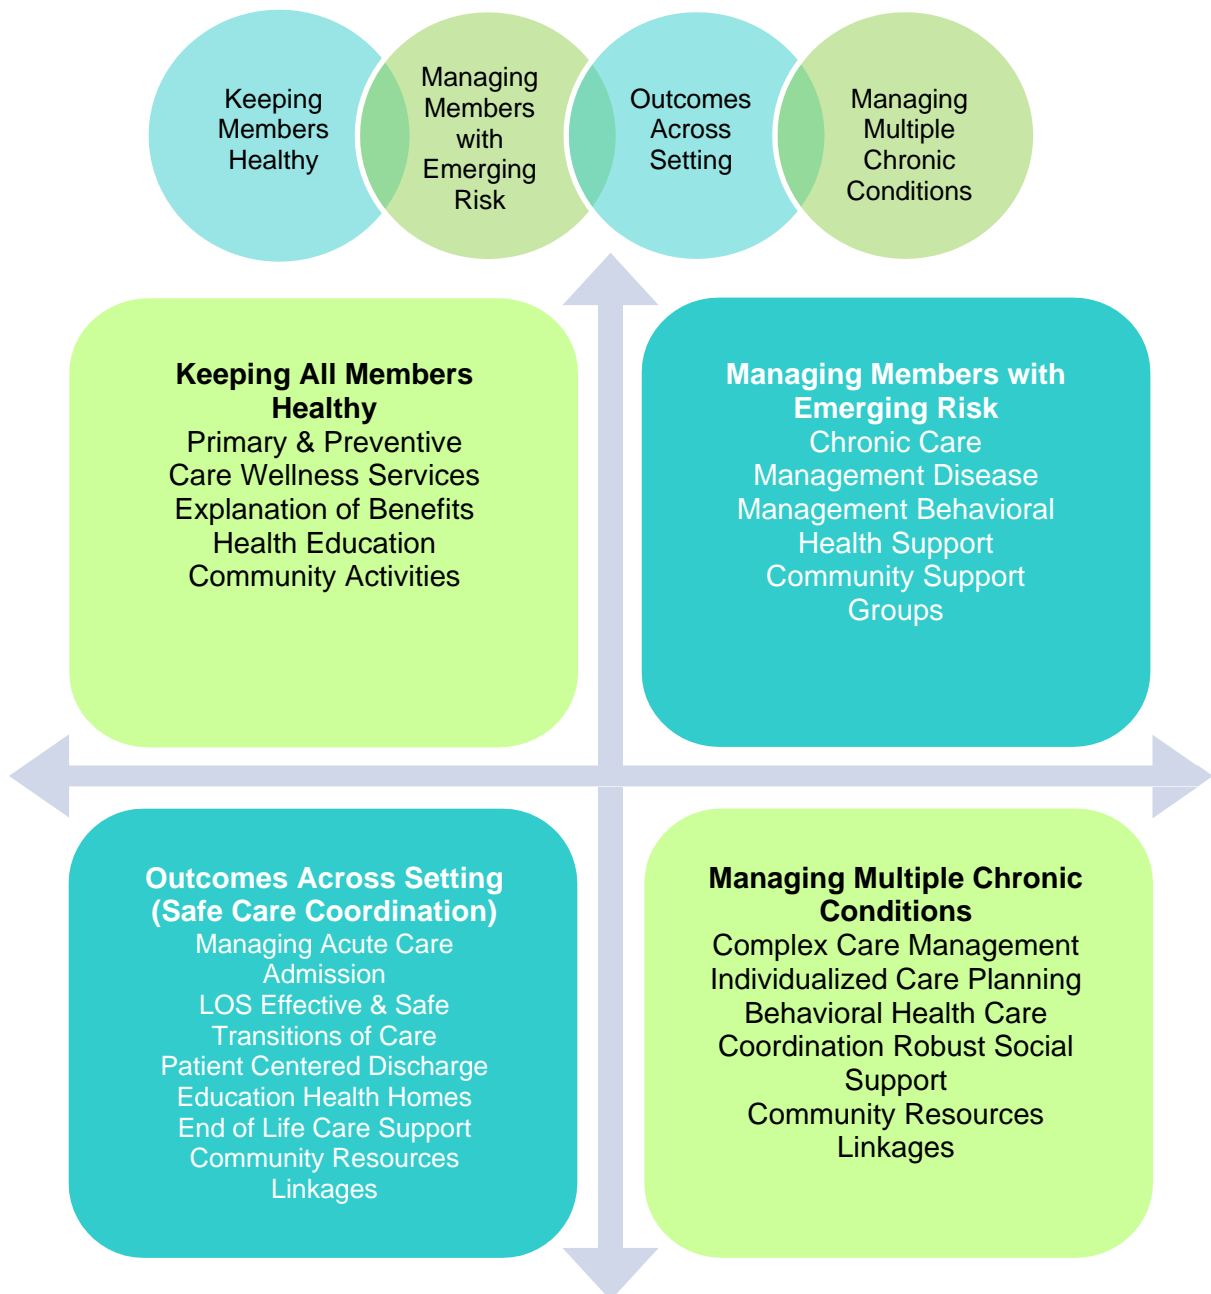 Keeping
Members
Healthy
Managing
Members
with
Emerging
Risk
Outcomes
Across
Setting
Managing
Multiple
Chronic
Conditions
Keeping All Members
Healthy
Primary & Preventive
Care Wellness Services
Explanation of Benefits
Health Education
Community Activities
Managing Members with
Emerging Risk
Chronic Care
Management Disease
Management Behavioral
Health Support
Community Support
Groups
Outcomes Across Setting
(Safe Care Coordination)
Managing Acute Care
Admission
LOS Effective & Safe
Transitions of Care
Patient Centered Discharge
Education Health Homes
End of Life Care Support
Community Resources
Linkages
Managing Multiple Chronic
Conditions
Complex Care Management
Individualized Care Planning
Behavioral Health Care
Coordination Robust Social
Support
Community Resources
Linkages